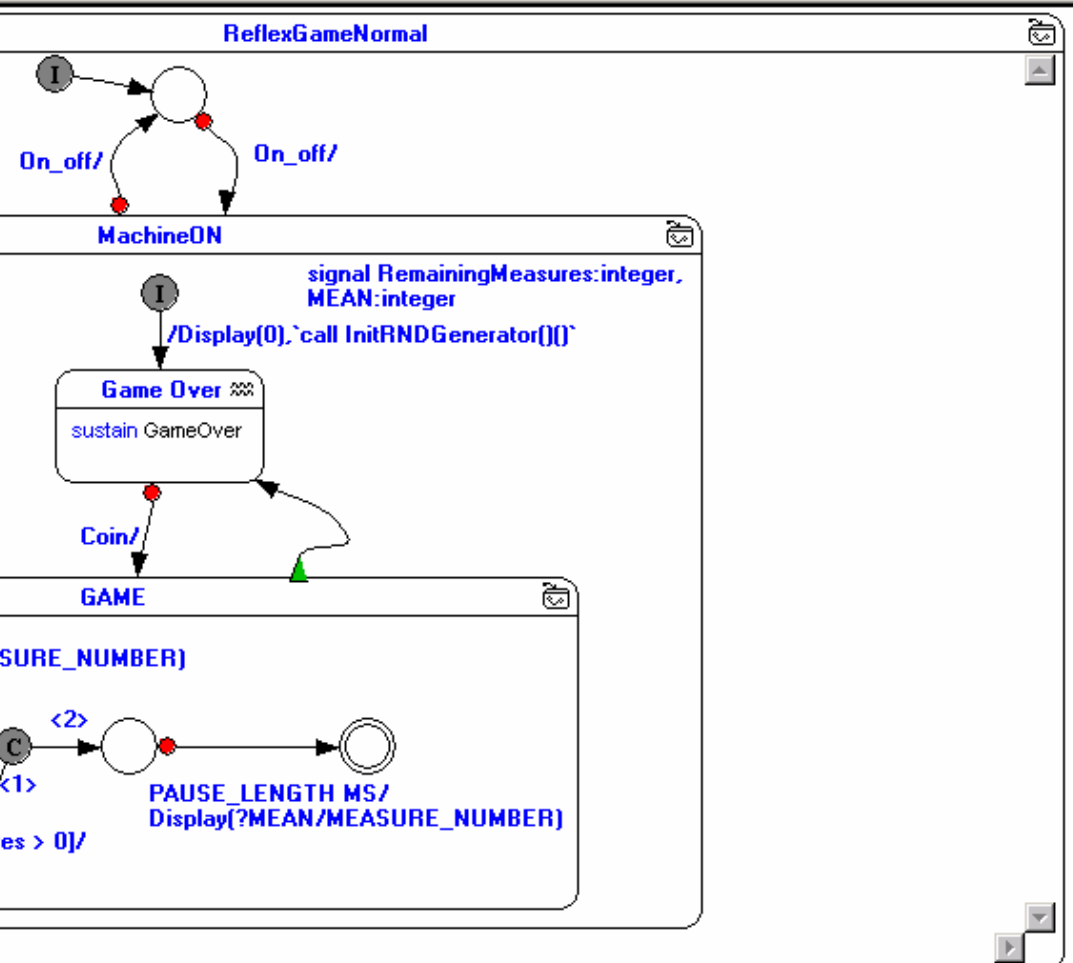 ReflexGameNormal
I
On_off/
On_off/
MachineON
signal RemainingMeasures:integer,
MEAN:integer
I
/Display(0),`call InitRNDGenerator()()`
Game Over
sustain GameOver
Coin/
GAME
SURE_NUMBER)
<2>
C
<1>
PAUSE_LENGTH MS/
Display(?MEAN/MEASURE_NUMBER)
es > 0]/